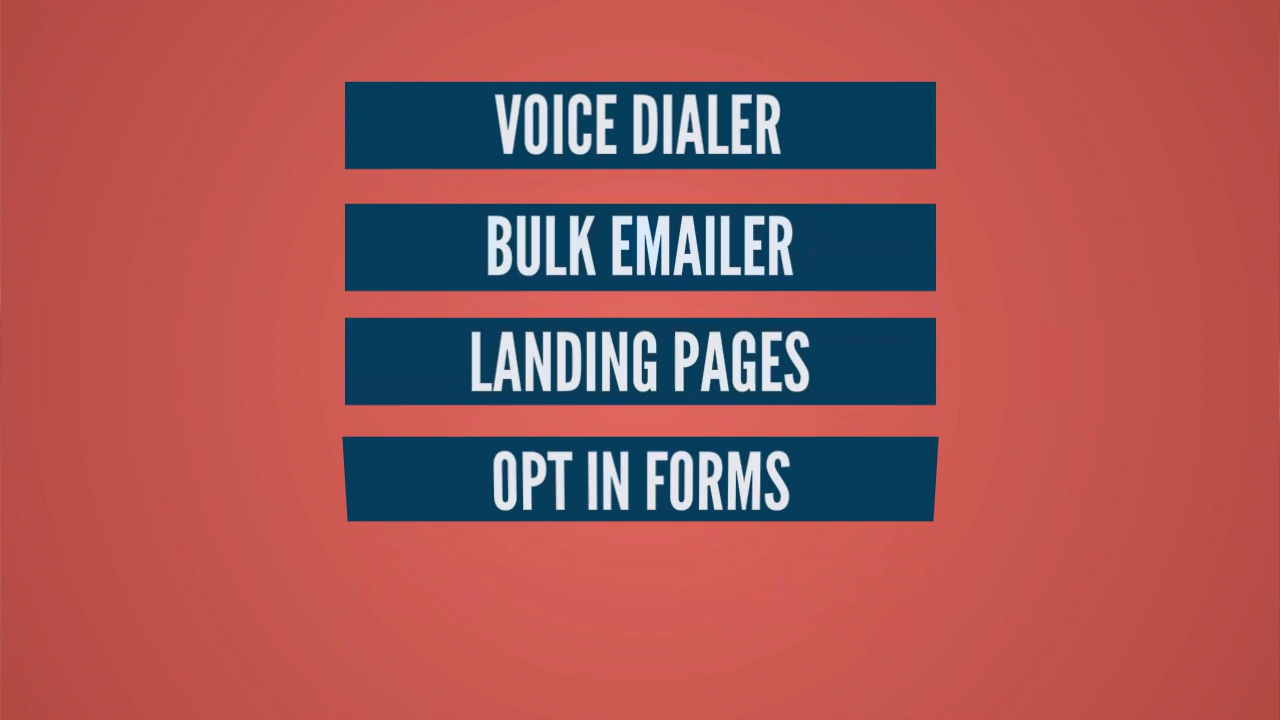 VOICE DIALER
BULK EMAILER
LANDING PAGES
OPT IN FORMS